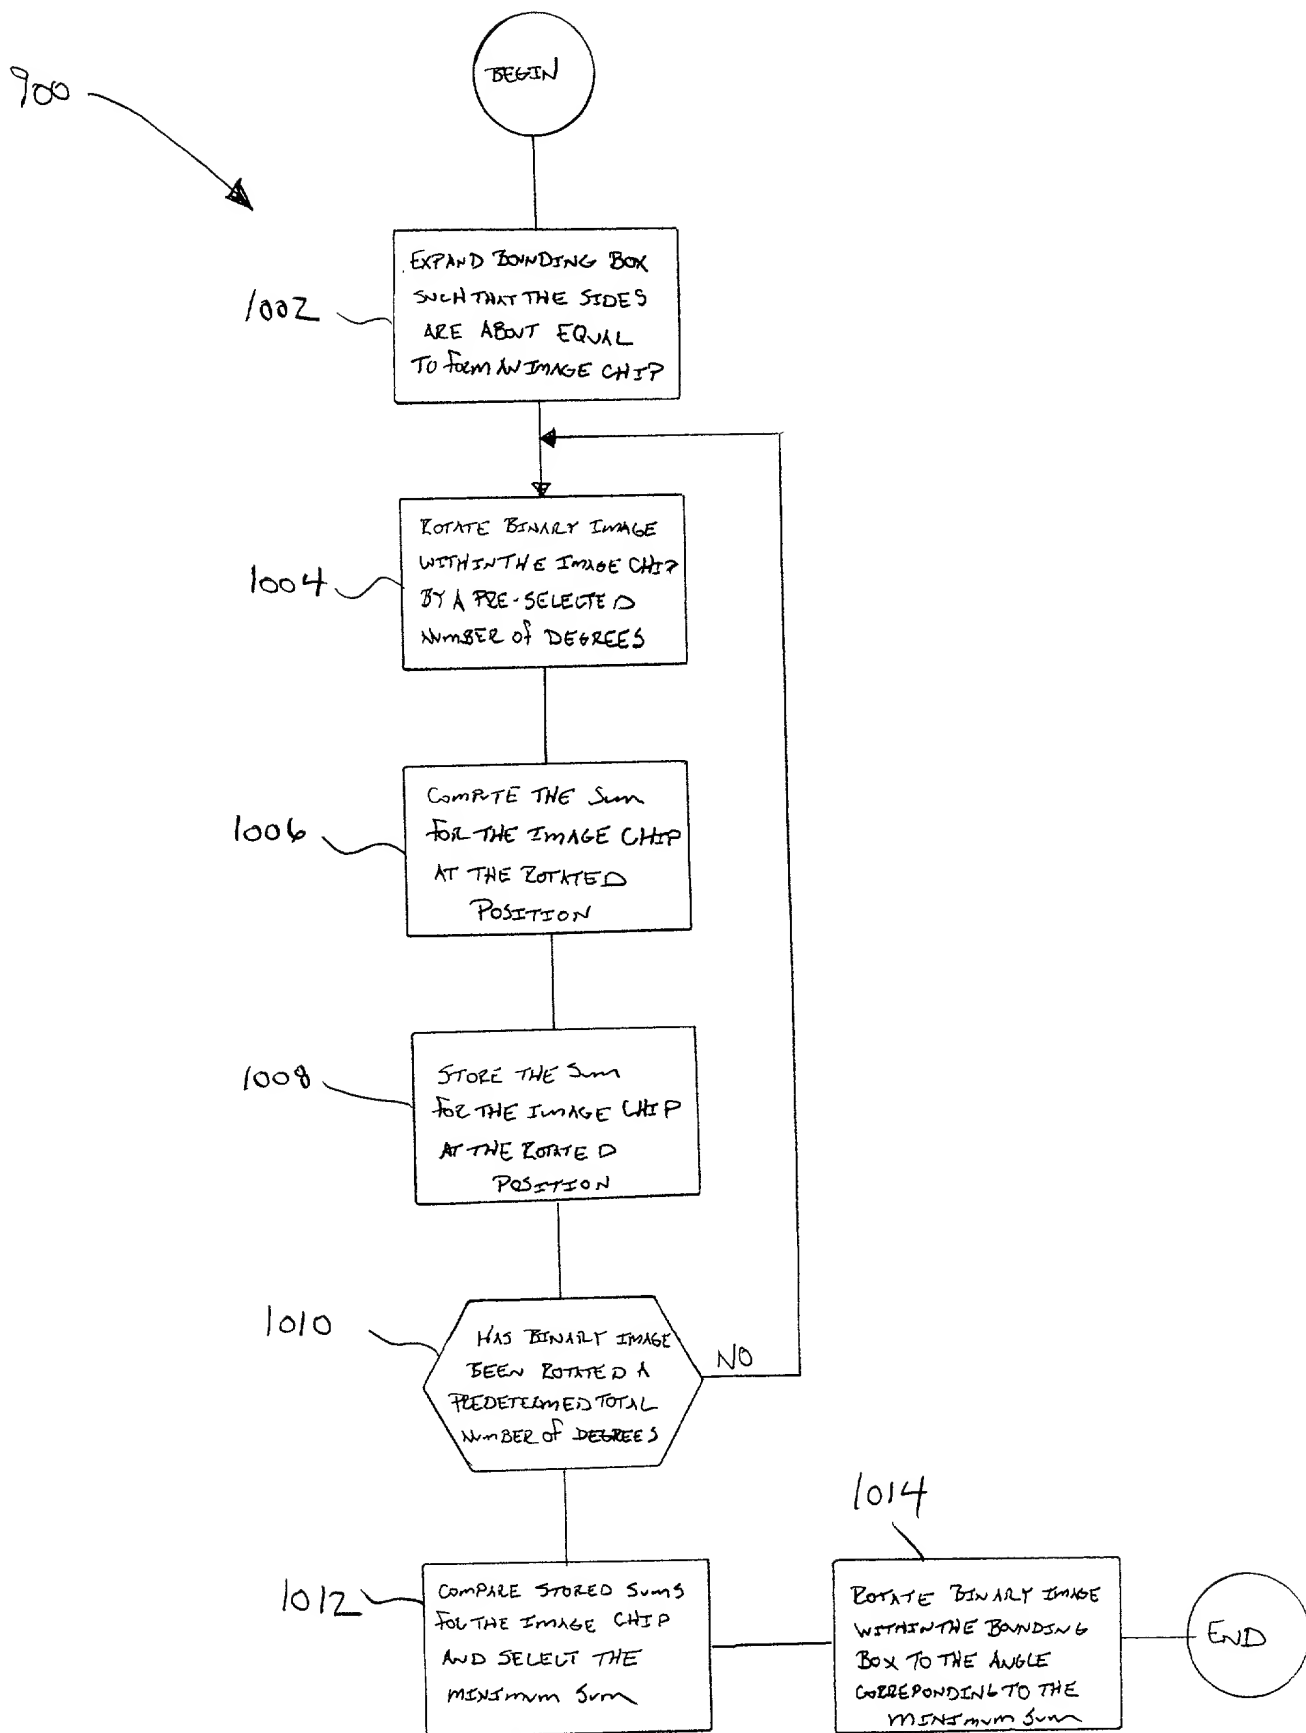 BEGIN
900
EXPAND BOUNDING BOX
SUCH THAT THE SIDES
ARE ABOUT EQUAL
TO FORM AN IMAGE CHIP
1002
ROTATE BINARY IMAGE
WITHIN THE IMAGE CHIP
BY A PRE-SELECTED
NUMBER of DEGREES
1004
COMPUTE THE SUM
FOR THE IMAGE CHIP
AT THE ROTATED
POSITION
1006
STORE THE SUM
FOR THE IMAGE CHIP
AT THE ROTATED
POSITION
1008
HAS BINARY IMAGE
BEEN ROTATED A
PREDETERMED TOTAL
NUMBER of DEGREES
1010
NO
COMPARE STORED SUMS
FOR THE IMAGE CHIP
AND SELECT THE
MINIMUM SUM
1012
1014
ROTATE BINARY IMAGE
WITHIN THE BOUNDING
BOX TO THE ANGLE
CORREPONDING TO THE
MINIMUM SUM
END